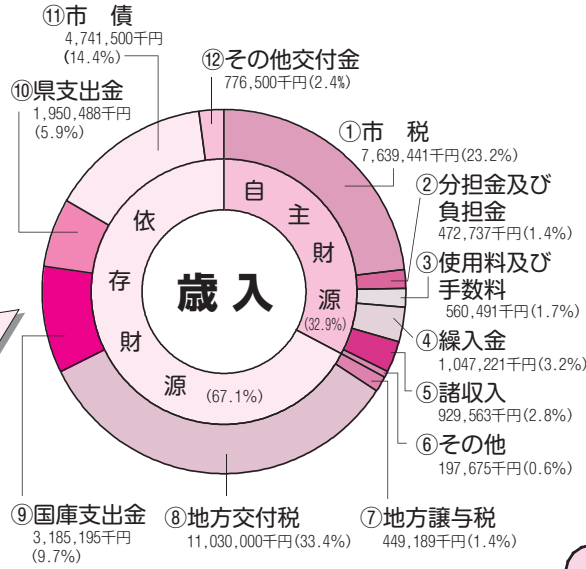 ⑪市　債
4,741,500千円
(14.4%)
⑫その他交付金
776,500千円(2.4%)
⑩県支出金
1,950,488千円
(5.9%)
①市　税
7,639,441千円(23.2%)
②分担金及び
負担金
472,737千円(1.4%)
③使用料及び
手数料
560,491千円(1.7%)
④繰入金
1,047,221千円(3.2%)
⑤諸収入
929,563千円(2.8%)
⑥その他
197,675千円(0.6%)
⑦地方譲与税
449,189千円(1.4%)
⑧地方交付税
11,030,000千円(33.4%)
⑨国庫支出金
3,185,195千円
(9.7%)
自主財源
(32.9%)
依存財源
(67.1%)
歳入